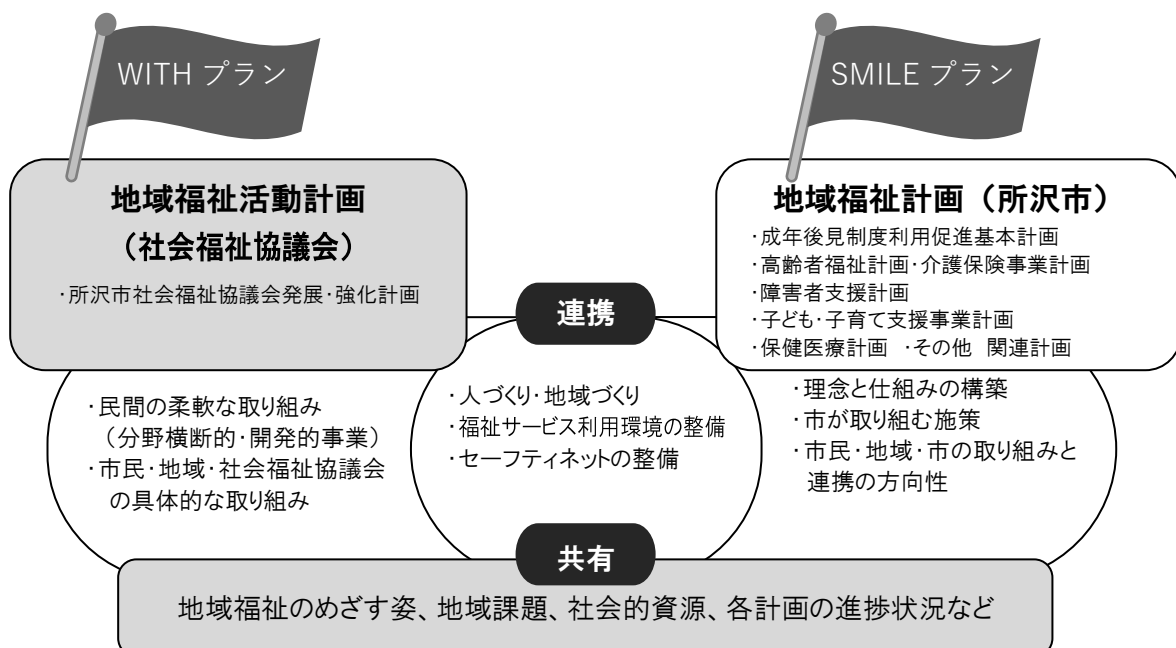 WITH プラン
地域福祉活動計画
（社会福祉協議会）
・所沢市社会福祉協議会発展・強化計画
・民間の柔軟な取り組み
（分野横断的・開発的事業）
・市民・地域・社会福祉協議会
の具体的な取り組み
連携
・人づくり・地域づくり
・福祉サービス利用環境の整備
・セーフティネットの整備
SMILE プラン
地域福祉計画（所沢市）
・成年後見制度利用促進基本計画
・高齢者福祉計画・介護保険事業計画
・障害者支援計画
・子ども・子育て支援事業計画
・保健医療計画　・その他　関連計画
・理念と仕組みの構築
・市が取り組む施策
・市民・地域・市の取り組みと
連携の方向性
共有
地域福祉のめざす姿、地域課題、社会的資源、各計画の進捗状況など